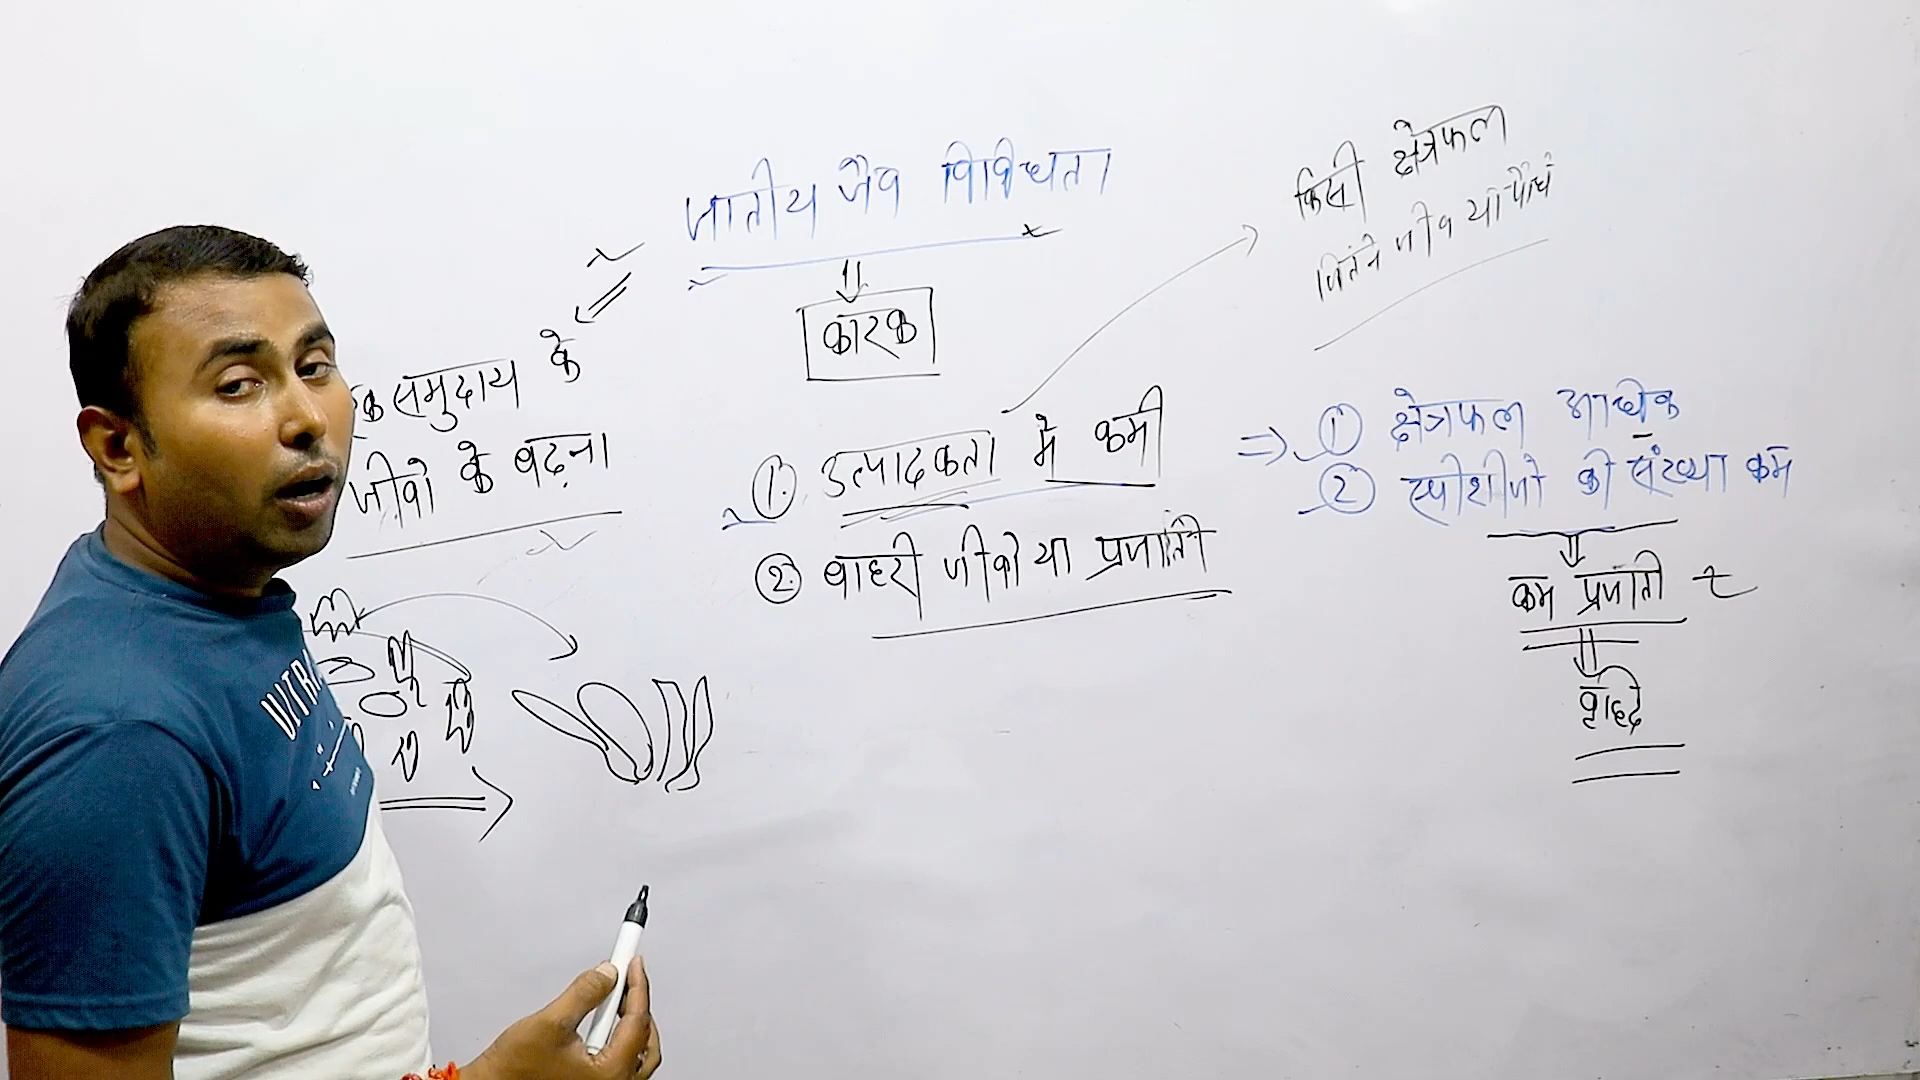 जातीय जैव विविधता
कारक
समुदाय के
जीवो के बढ़ना
1. उत्पादकता में कमी
2. बाहरी जीवो या प्रजाती
किसी क्षेत्रफल
जितने जीव या पौधे
⇒ 1 क्षेत्रफल अधिक
2 स्पीशीजो की संख्या कम
कम प्रजाती
वृद्दि